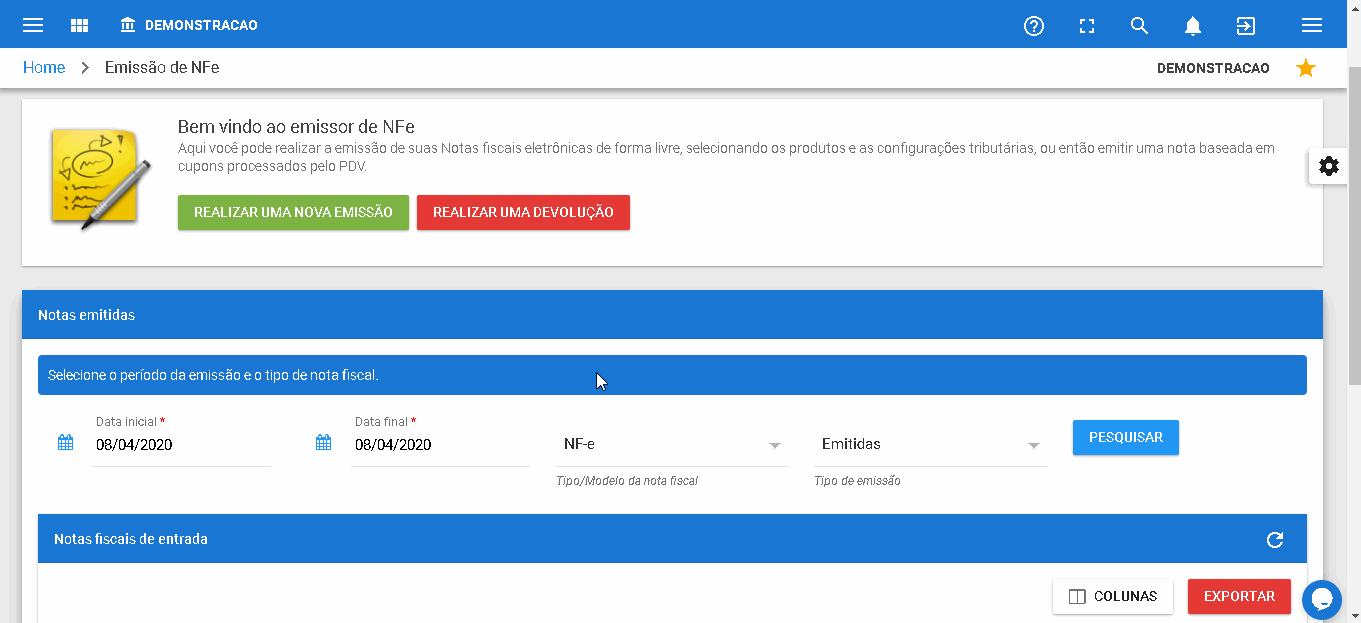 DEMONSTRACAO
Home > Emissão de NFe
DEMONSTRACAO
Bem vindo ao emissor de NFe
Aqui você pode realizar a emissão de suas Notas fiscais eletrônicas de forma livre, selecionando os produtos e as configurações tributárias, ou então emitir uma nota baseada em
cupons processados pelo PDV.
REALIZAR UMA NOVA EMISSÃO REALIZAR UMA DEVOLUÇÃO
Notas emitidas
Selecione o período da emissão e o tipo de nota fiscal.
Data inicial * Data final *
08/04/2020 08/04/2020 NF-e Emitidas PESQUISAR
Tipo/Modelo da nota fiscal Tipo de emissão
Notas fiscais de entrada
COLUNAS EXPORTAR